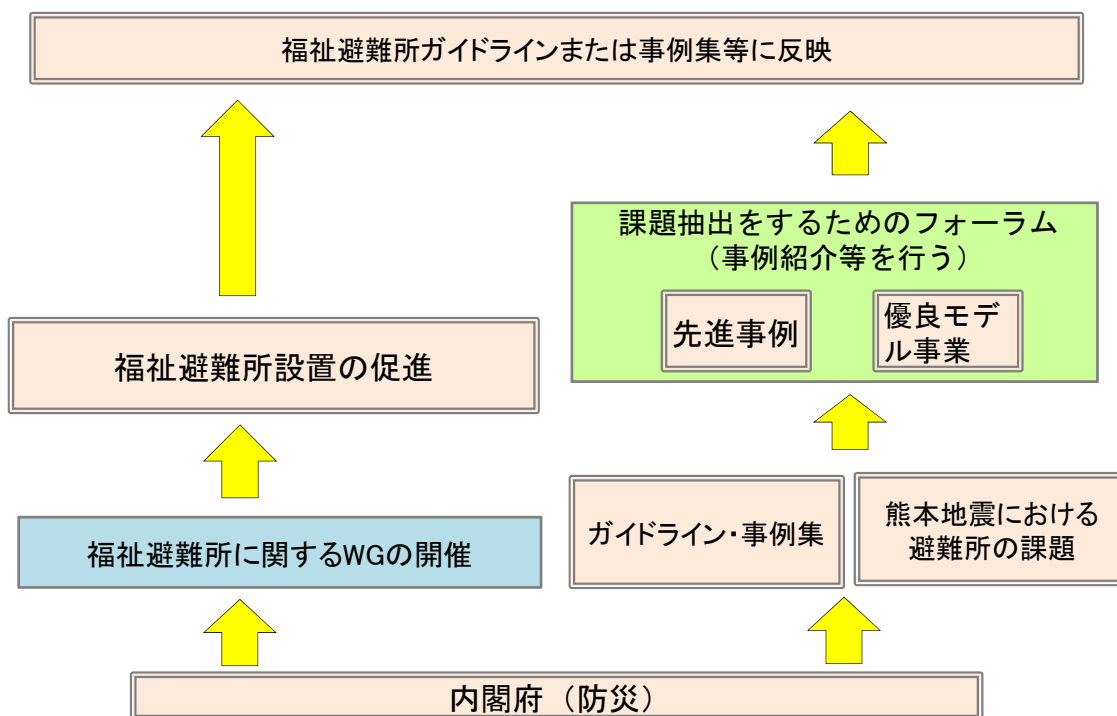 福祉避難所ガイドラインまたは事例集等に反映
課題抽出をするためのフォーラム
（事例紹介等を行う）
先進事例
優良モデ
ル事業
福祉避難所設置の促進
ガイドライン・事例集
熊本地震における
避難所の課題
福祉避難所に関するWGの開催
内閣府（防災）